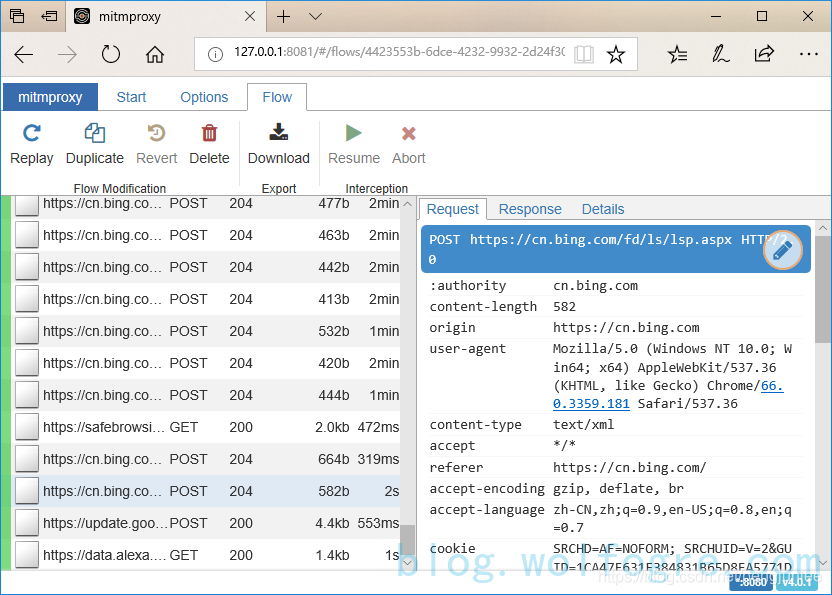 mitmproxy
127.0.0.1:8081/#/flows/4423553b-6dce-4232-9932-2d24f30
mitmproxy Start Options Flow
Replay Duplicate Revert Delete Download Resume Abort
Flow Modification Export Interception
https://cn.bing.co... POST 204 477b 2min
https://cn.bing.co... POST 204 463b 2min
https://cn.bing.co... POST 204 442b 2min
https://cn.bing.co... POST 204 413b 2min
https://cn.bing.co... POST 204 532b 1min
https://cn.bing.co... POST 204 420b 2min
https://cn.bing.co... POST 204 444b 1min
https://safebrowsi... GET 200 2.0kb 472ms
https://cn.bing.co... POST 204 664b 319ms
https://cn.bing.co... POST 204 582b 2s
https://update.goo... POST 200 4.4kb 553ms
https://data.alexa.... GET 200 1.4kb 1s
Request Response Details
POST https://cn.bing.com/fd/ls/lsp.aspx HTTP/2.
0
:authority cn.bing.com
content-length 582
origin https://cn.bing.com
user-agent Mozilla/5.0 (Windows NT 10.0; W
in64; x64) AppleWebKit/537.36
(KHTML, like Gecko) Chrome/66.
0.3359.181 Safari/537.36
content-type text/xml
accept */*
referer https://cn.bing.com/
accept-encoding gzip, deflate, br
accept-language zh-CN,zh;q=0.9,en-US;q=0.8,en;q
=0.7
cookie SRCHD=AF=NOFORM; SRCHUID=V=2&GU
blog.wolfogre.com
:8080 v4.0.1